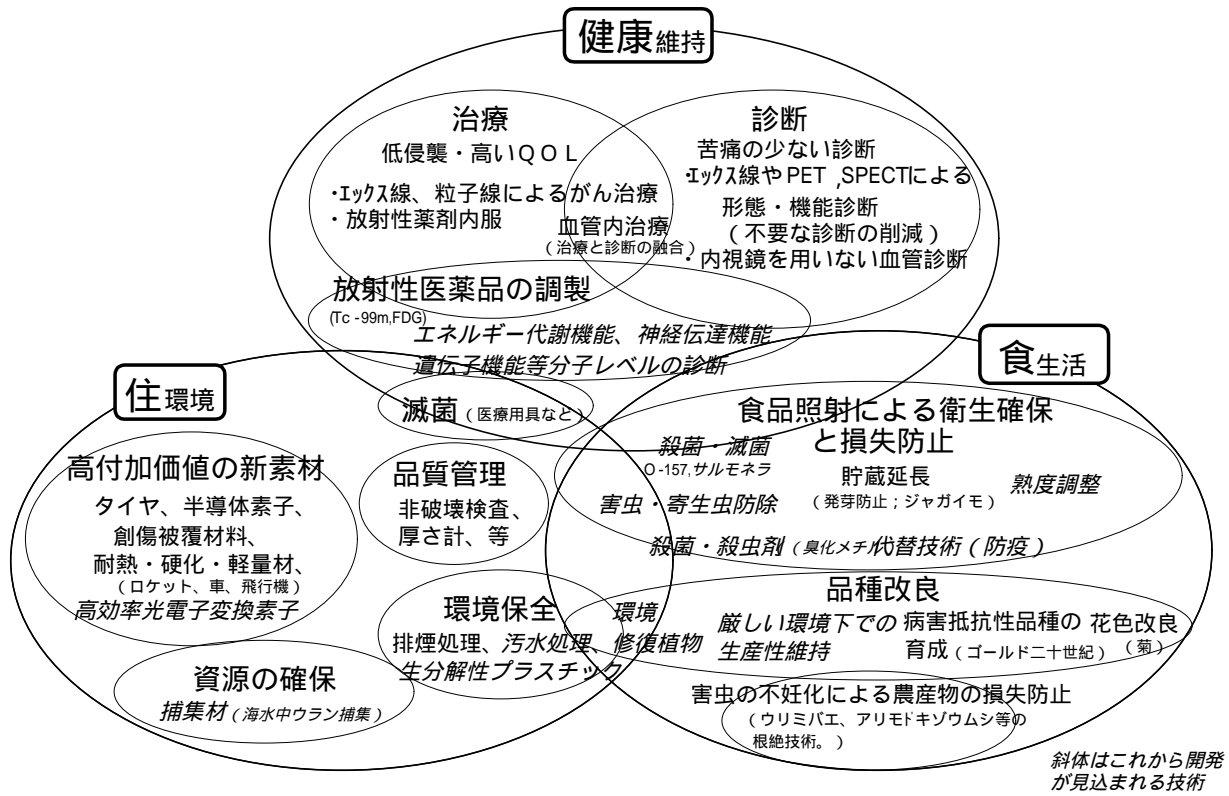 健康維持
治療
低侵襲・高いＱＯＬ
・エックス線、粒子線によるがん治療
・放射性薬剤内服
診断
苦痛の少ない診断
・エックス線や PET ,SPECTによる
形態・機能診断
（不要な診断の削減）
・内視鏡を用いない血管診断
血管内治療
（治療と診断の融合）
放射性医薬品の調製
(Tc -99m,FDG)
エネルギー代謝機能、神経伝達機能
遺伝子機能等分子レベルの診断
滅菌（医療用具など）
住環境
高付加価値の新素材
タイヤ、半導体素子、
創傷被覆材料、
耐熱・硬化・軽量材、
（ロケット、車、飛行機）
高効率光電子変換素子
品質管理
非破壊検査、
厚さ計、等
環境保全
排煙処理、汚水処理、
生分解性プラスチック
環境
修復植物
資源の確保
捕集材（海水中ウラン捕集）
食生活
食品照射による衛生確保
と損失防止
殺菌・滅菌
O -157,サルモネラ
貯蔵延長
（発芽防止；ジャガイモ）
熟度調整
害虫・寄生虫防除
殺菌・殺虫剤（臭化メチル代替技術（防疫）
品種改良
厳しい環境下での
生産性維持
病害抵抗性品種の
育成（ゴールド二十世紀）
花色改良
（菊）
害虫の不妊化による農産物の損失防止
（ウリミバエ、アリモドキゾウムシ等の
根絶技術。）
斜体はこれから開発
が見込まれる技術